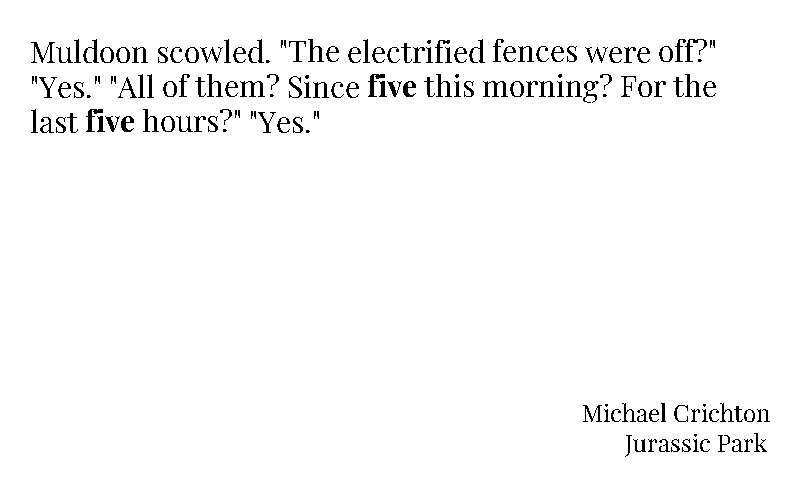 Muldoon scowled. "The electrified fences were off?"
"Yes." "All of them? Since five this morning? For the
last five hours?" "Yes."
Michael Crichton
Jurassic Park